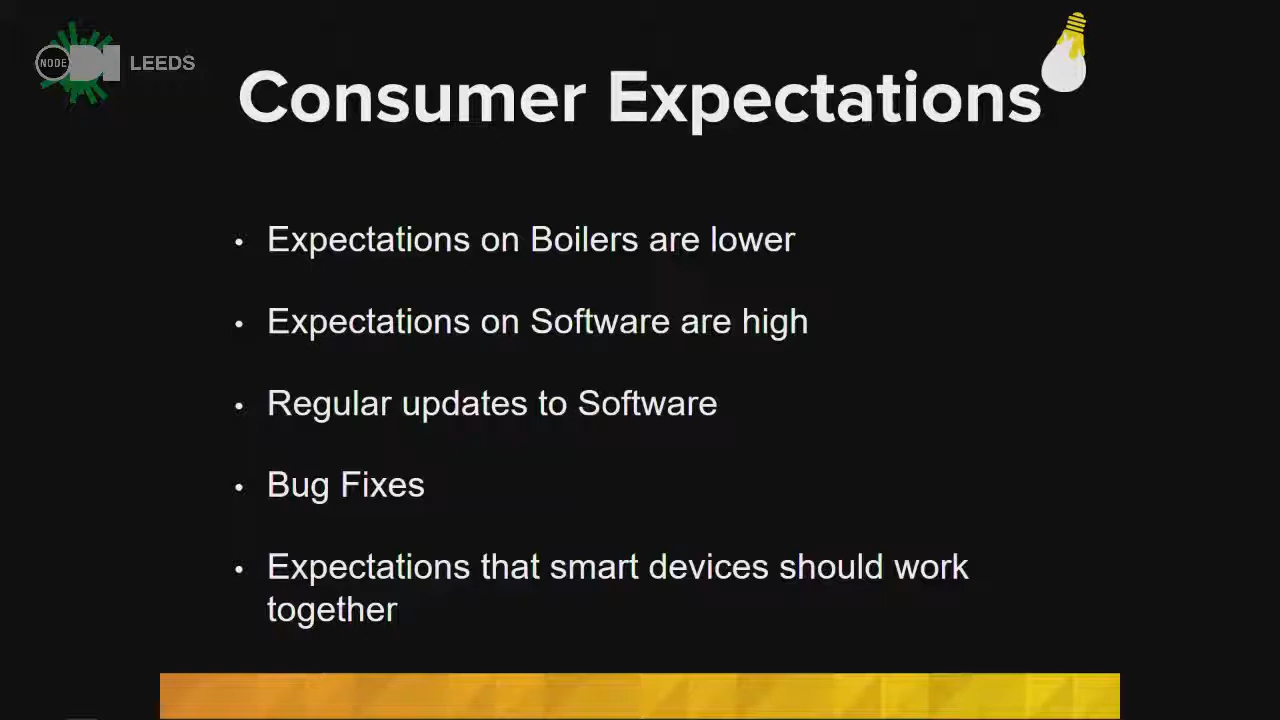 NODE
LEEDS
Consumer Expectations
• Expectations on Boilers are lower
• Expectations on Software are high
• Regular updates to Software
• Bug Fixes
• Expectations that smart devices should work
together